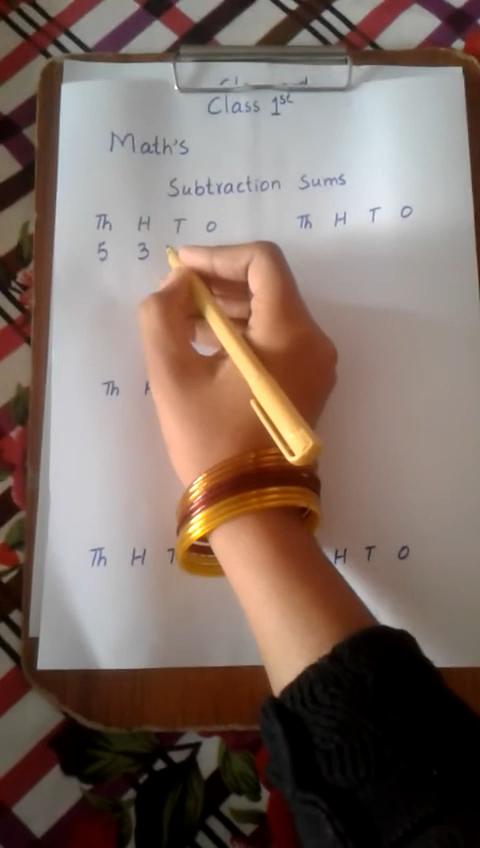 Class 1st
Math's
Subtraction Sums
Th H T O Th H T O
5 3
Th
Th H T H T O